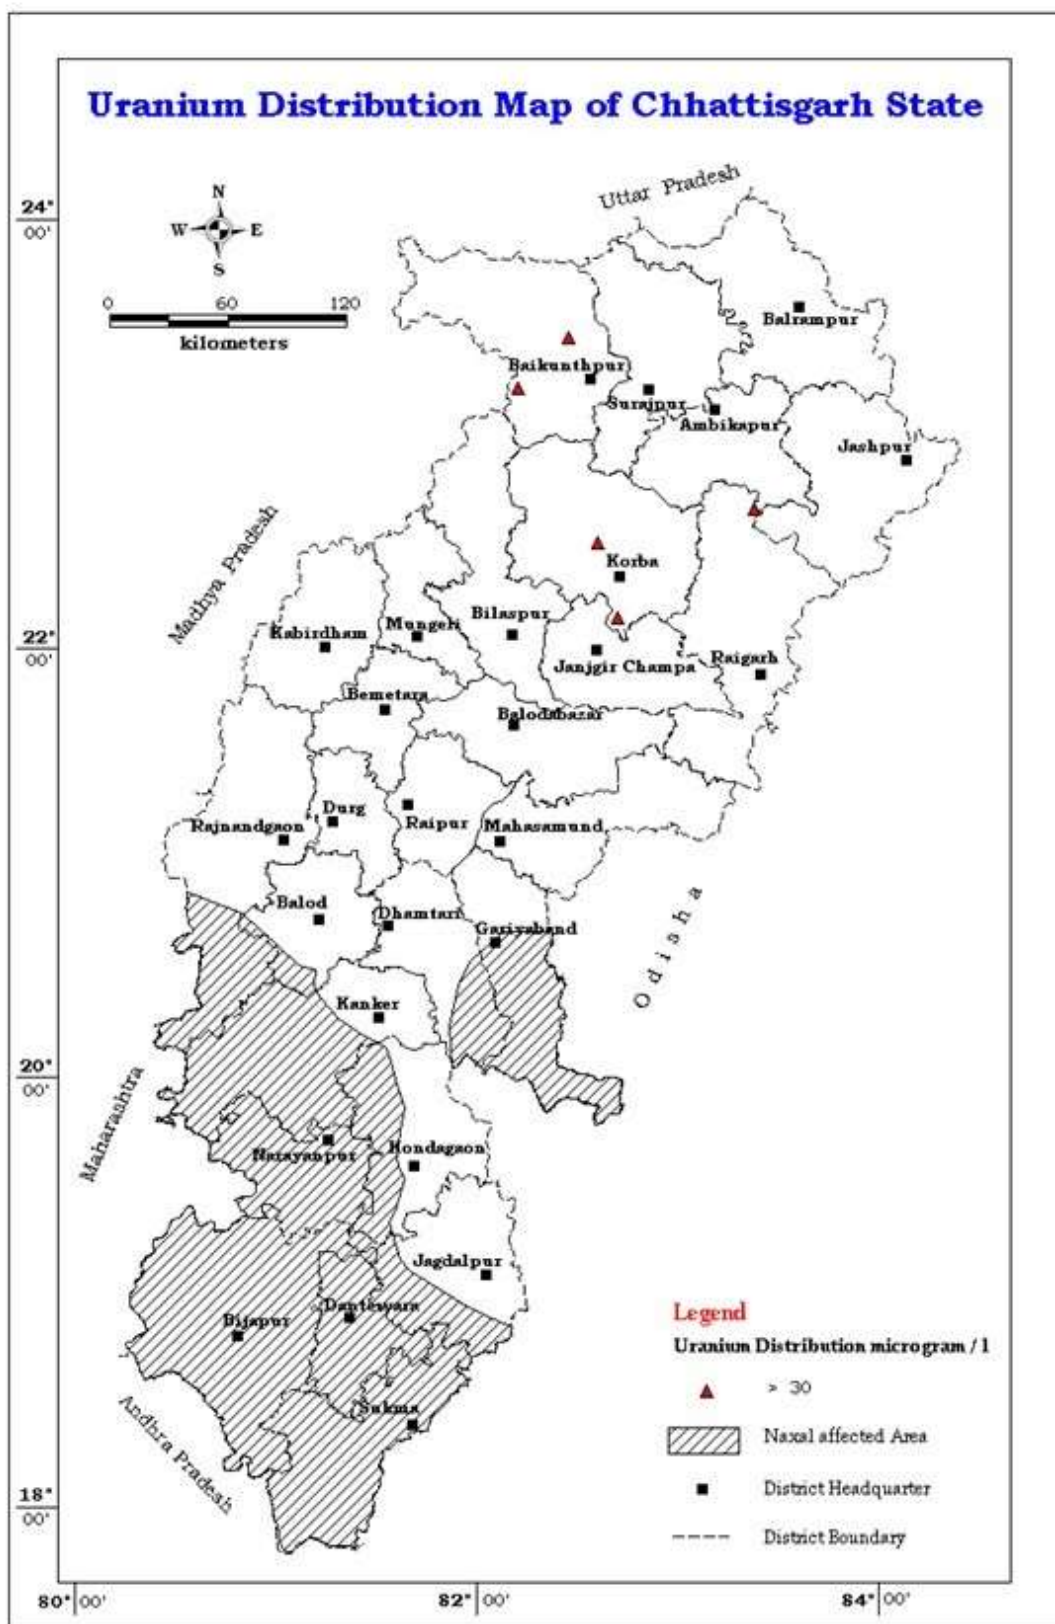 Uranium Distribution Map of Chhattisgarh State
Uttar Pradesh
24°
00'
N
W E
S
0 60 120
kilometers
Balrampur
Baikunthpur
Surajpur
Ambikapur
Jashpur
Madhya Pradesh
Korba
22°
00'
Kabirdham
Mungeli
Bilaspur
Janjgir Champa
Raigarh
Bemetara
Balodabazar
Durg
Raipur
Rajnandgaon
Mahasamund
Balod
Dhamtari
Gariyaband
Odisha
Kanker
20°
00'
Maharashtra
Narayanpur
Kondagaon
Jagdalpur
Dantewara
Bijapur
Sukma
Andhra Pradesh
Legend
Uranium Distribution microgram / l
> 30
Naxal affected Area
District Headquarter
District Boundary
18°
00'
80° 00' 82° 00' 84° 00'